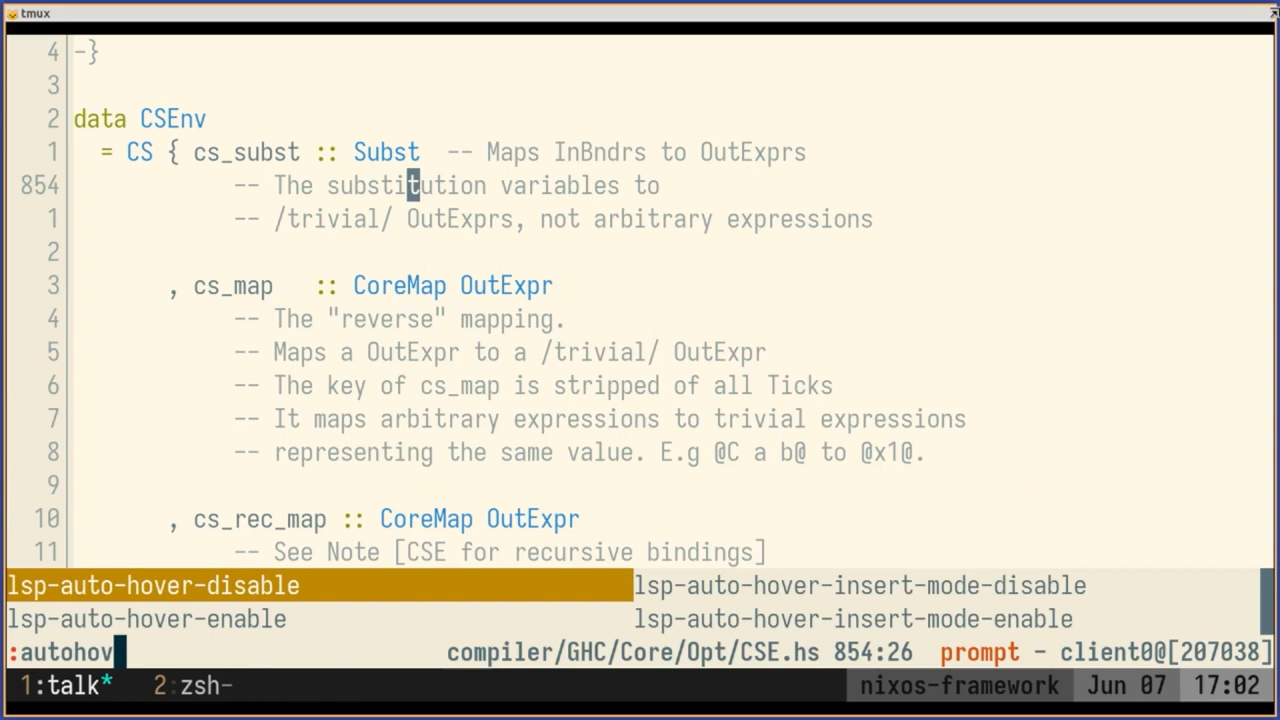 tmux
4 -}
3
2 data CSEnv
1 = CS { cs_subst :: Subst -- Maps InBndrs to OutExprs
854 -- The substitution variables to
1 -- /trivial/ OutExprs, not arbitrary expressions
2
3 , cs_map :: CoreMap OutExpr
4 -- The "reverse" mapping.
5 -- Maps a OutExpr to a /trivial/ OutExpr
6 -- The key of cs_map is stripped of all Ticks
7 -- It maps arbitrary expressions to trivial expressions
8 -- representing the same value. E.g @C a b@ to @x1@.
9
10 , cs_rec_map :: CoreMap OutExpr
11 -- See Note [CSE for recursive bindings]
lsp-auto-hover-disable lsp-auto-hover-insert-mode-disable
lsp-auto-hover-enable lsp-auto-hover-insert-mode-enable
:autohov compiler/GHC/Core/Opt/CSE.hs 854:26 prompt - client0@[207038]
1:talk* 2:zsh- nixos-framework Jun 07 17:02